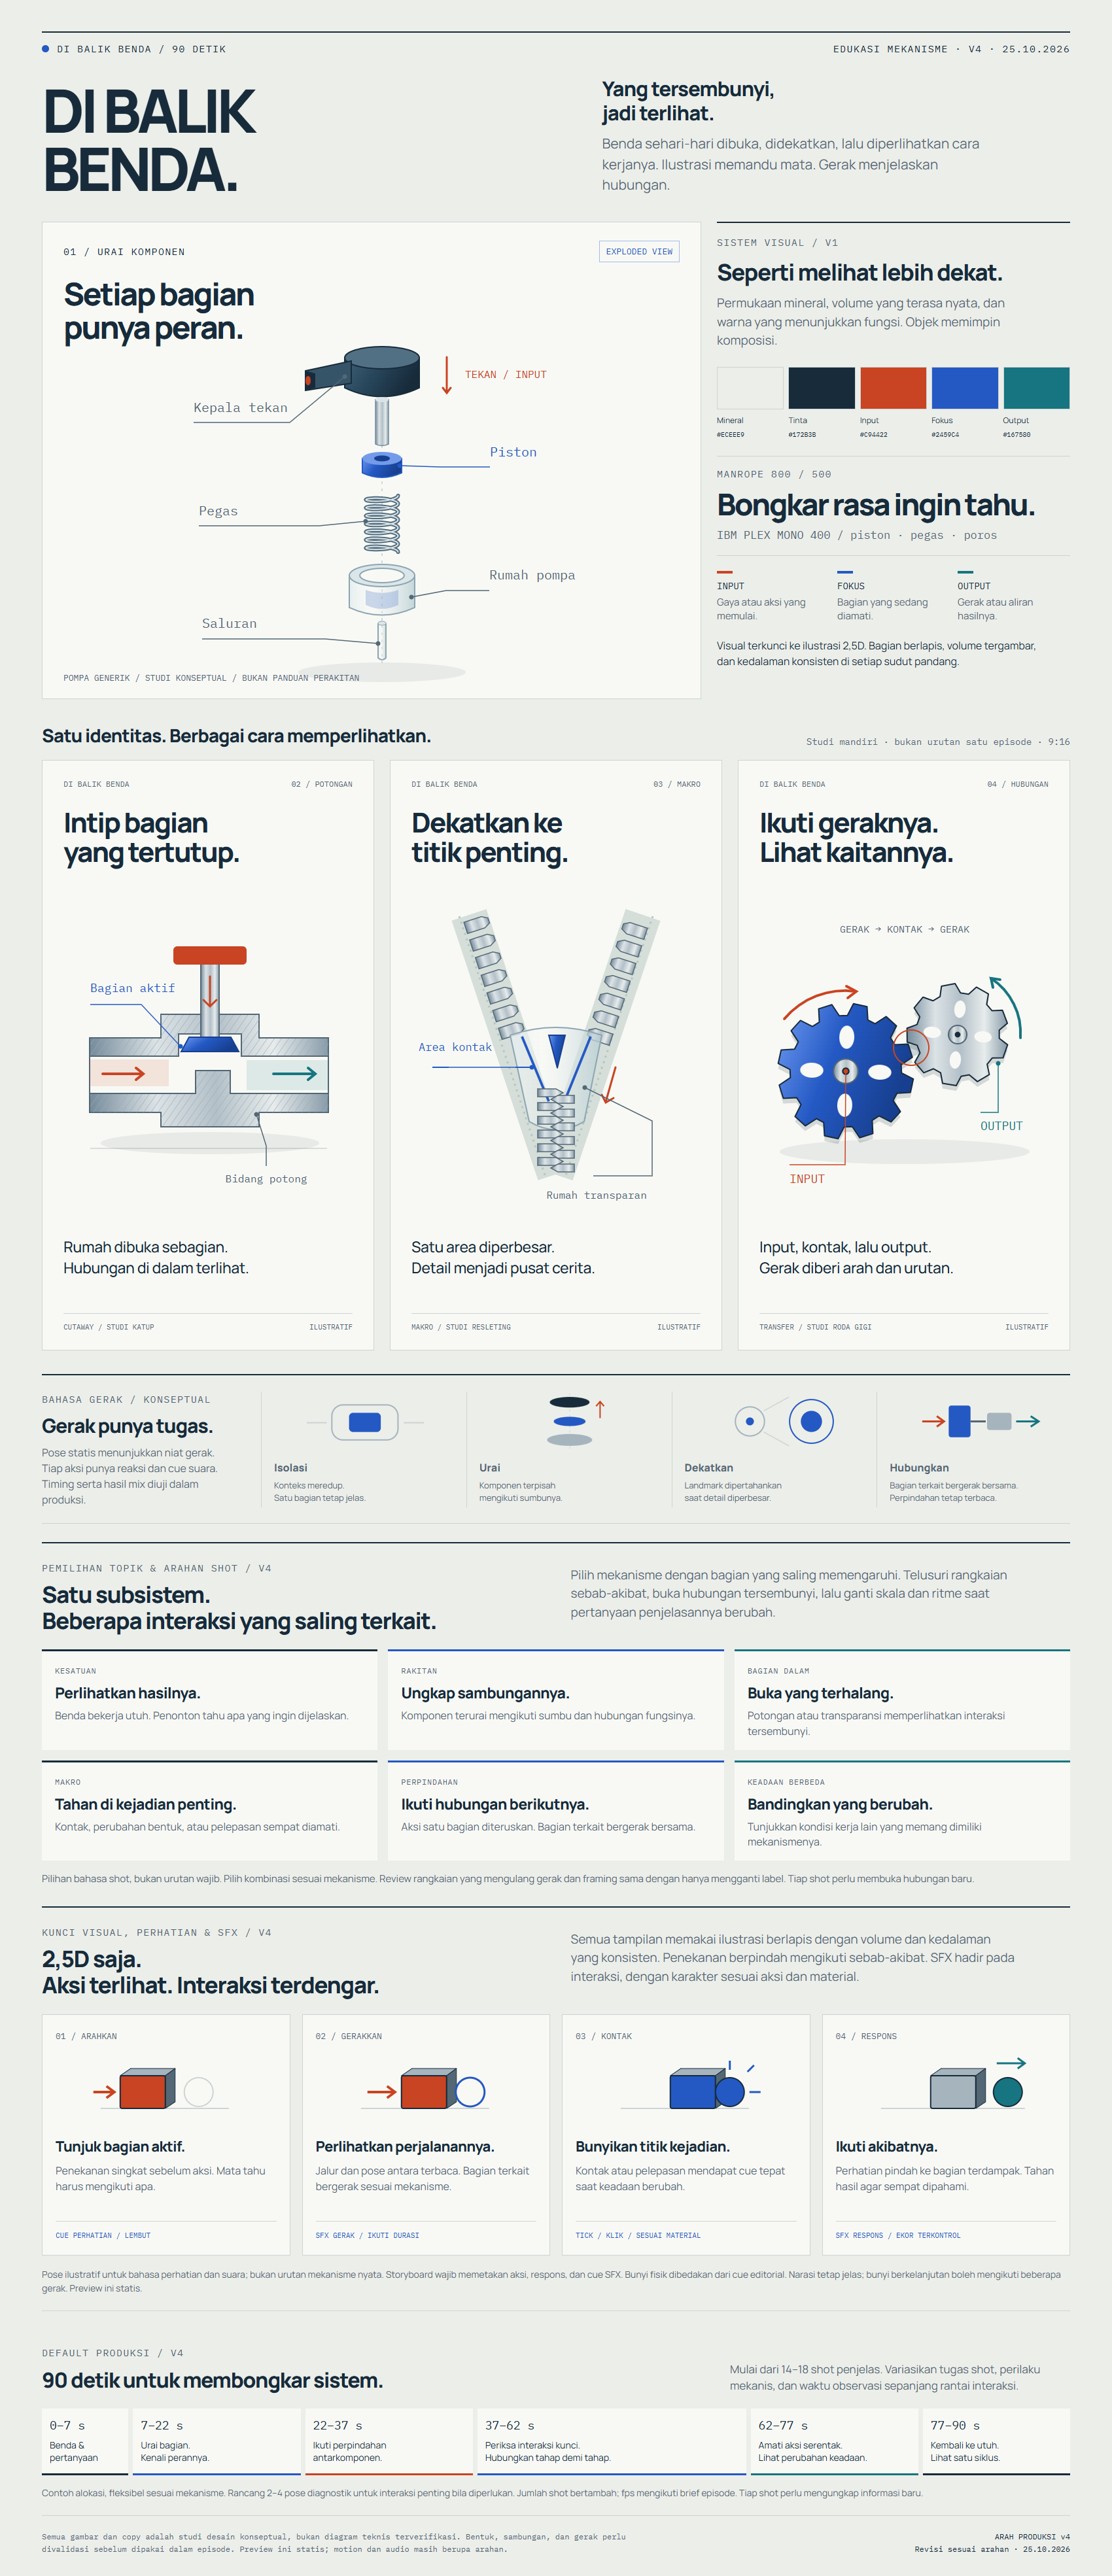 DI BALIK BENDA / 90 DETIK
EDUKASI MEKANISME · V4 · 25.10.2026
DI BALIK
BENDA.
Yang tersembunyi,
jadi terlihat.
Benda sehari-hari dibuka, didekatkan, lalu diperlihatkan cara
kerjanya. Ilustrasi memandu mata. Gerak menjelaskan
hubungan.
01 / URAI KOMPONEN
EXPLODED VIEW
Setiap bagian
punya peran.
TEKAN / INPUT
Kepala tekan
Piston
Pegas
Rumah pompa
Saluran
POMPA GENERIK / STUDI KONSEPTUAL / BUKAN PANDUAN PERAKITAN
SISTEM VISUAL / V1
Seperti melihat lebih dekat.
Permukaan mineral, volume yang terasa nyata, dan
warna yang menunjukkan fungsi. Objek memimpin
komposisi.
Mineral
Tinta
Input
Fokus
Output
#ECEEE9
#172B3B
#C94422
#2459C4
#167580
MANROPE 800 / 500
Bongkar rasa ingin tahu.
IBM PLEX MONO 400 / piston · pegas · poros
INPUT
Gaya atau aksi yang
memulai.
FOKUS
Bagian yang sedang
diamati.
OUTPUT
Gerak atau aliran
hasilnya.
Visual terkunci ke ilustrasi 2,5D. Bagian berlapis, volume tergambar,
dan kedalaman konsisten di setiap sudut pandang.
Satu identitas. Berbagai cara memperlihatkan.
Studi mandiri · bukan urutan satu episode · 9:16
DI BALIK BENDA
02 / POTONGAN
Intip bagian
yang tertutup.
Bagian aktif
Bidang potong
Rumah dibuka sebagian.
Hubungan di dalam terlihat.
CUTAWAY / STUDI KATUP
ILUSTRATIF
DI BALIK BENDA
03 / MAKRO
Dekatkan ke
titik penting.
Area kontak
Rumah transparan
Satu area diperbesar.
Detail menjadi pusat cerita.
MAKRO / STUDI RESLETING
ILUSTRATIF
DI BALIK BENDA
04 / HUBUNGAN
Ikuti geraknya.
Lihat kaitannya.
GERAK → KONTAK → GERAK
OUTPUT
INPUT
Input, kontak, lalu output.
Gerak diberi arah dan urutan.
TRANSFER / STUDI RODA GIGI
ILUSTRATIF
BAHASA GERAK / KONSEPTUAL
Gerak punya tugas.
Pose statis menunjukkan niat gerak.
Tiap aksi punya reaksi dan cue suara.
Timing serta hasil mix diuji dalam
produksi.
Isolasi
Konteks meredup.
Satu bagian tetap jelas.
Urai
Komponen terpisah
mengikuti sumbunya.
Dekatkan
Landmark dipertahankan
saat detail diperbesar.
Hubungkan
Bagian terkait bergerak bersama.
Perpindahan tetap terbaca.
PEMILIHAN TOPIK & ARAHAN SHOT / V4
Satu subsistem.
Beberapa interaksi yang saling terkait.
Pilih mekanisme dengan bagian yang saling memengaruhi. Telusuri rangkaian
sebab-akibat, buka hubungan tersembunyi, lalu ganti skala dan ritme saat
pertanyaan penjelasannya berubah.
KESATUAN
Perlihatkan hasilnya.
Benda bekerja utuh. Penonton tahu apa yang ingin dijelaskan.
RAKITAN
Ungkap sambungannya.
Komponen terurai mengikuti sumbu dan hubungan fungsinya.
BAGIAN DALAM
Buka yang terhalang.
Potongan atau transparansi memperlihatkan interaksi
tersembunyi.
MAKRO
Tahan di kejadian penting.
Kontak, perubahan bentuk, atau pelepasan sempat diamati.
PERPINDAHAN
Ikuti hubungan berikutnya.
Aksi satu bagian diteruskan. Bagian terkait bergerak bersama.
KEADAAN BERBEDA
Bandingkan yang berubah.
Tunjukkan kondisi kerja lain yang memang dimiliki
mekanismenya.
Pilihan bahasa shot, bukan urutan wajib. Pilih kombinasi sesuai mekanisme. Review rangkaian yang mengulang gerak dan framing sama dengan hanya mengganti label. Tiap shot perlu membuka hubungan baru.
KUNCI VISUAL, PERHATIAN & SFX / V4
2,5D saja.
Aksi terlihat. Interaksi terdengar.
Semua tampilan memakai ilustrasi berlapis dengan volume dan kedalaman
yang konsisten. Penekanan berpindah mengikuti sebab-akibat. SFX hadir pada
interaksi, dengan karakter sesuai aksi dan material.
01 / ARAHKAN
Tunjuk bagian aktif.
Penekanan singkat sebelum aksi. Mata tahu
harus mengikuti apa.
CUE PERHATIAN / LEMBUT
02 / GERAKKAN
Perlihatkan perjalanannya.
Jalur dan pose antara terbaca. Bagian terkait
bergerak sesuai mekanisme.
SFX GERAK / IKUTI DURASI
03 / KONTAK
Bunyikan titik kejadian.
Kontak atau pelepasan mendapat cue tepat
saat keadaan berubah.
TICK / KLIK / SESUAI MATERIAL
04 / RESPONS
Ikuti akibatnya.
Perhatian pindah ke bagian terdampak. Tahan
hasil agar sempat dipahami.
SFX RESPONS / EKOR TERKONTROL
Pose ilustratif untuk bahasa perhatian dan suara; bukan urutan mekanisme nyata. Storyboard wajib memetakan aksi, respons, dan cue SFX. Bunyi fisik dibedakan dari cue editorial. Narasi tetap jelas; bunyi berkelanjutan boleh mengikuti beberapa
gerak. Preview ini statis.
DEFAULT PRODUKSI / V4
90 detik untuk membongkar sistem.
Mulai dari 14–18 shot penjelas. Variasikan tugas shot, perilaku
mekanis, dan waktu observasi sepanjang rantai interaksi.
0–7 s
Benda &
pertanyaan
7–22 s
Urai bagian.
Kenali perannya.
22–37 s
Ikuti perpindahan
antarkomponen.
37–62 s
Periksa interaksi kunci.
Hubungkan tahap demi tahap.
62–77 s
Amati aksi serentak.
Lihat perubahan keadaan.
77–90 s
Kembali ke utuh.
Lihat satu siklus.
Contoh alokasi, fleksibel sesuai mekanisme. Rancang 2–4 pose diagnostik untuk interaksi penting bila diperlukan. Jumlah shot bertambah; fps mengikuti brief episode. Tiap shot perlu mengungkap informasi baru.
Semua gambar dan copy adalah studi desain konseptual, bukan diagram teknis terverifikasi. Bentuk, sambungan, dan gerak perlu
divalidasi sebelum dipakai dalam episode. Preview ini statis; motion dan audio masih berupa arahan.
ARAH PRODUKSI v4
Revisi sesuai arahan · 25.10.2026